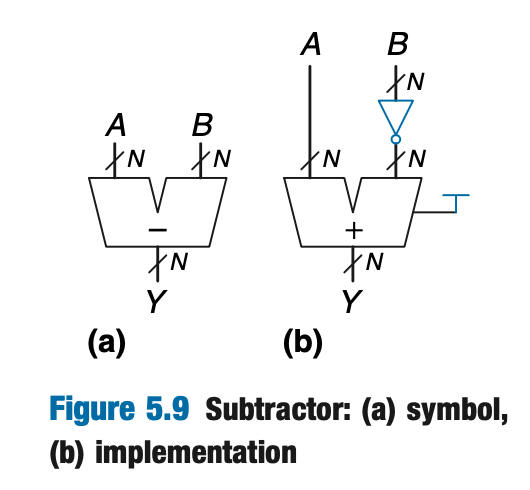 A B
N N
−
N
Y
(a)
A B
N
N N
+
N
Y
(b)
Figure 5.9 Subtractor: (a) symbol,
(b) implementation